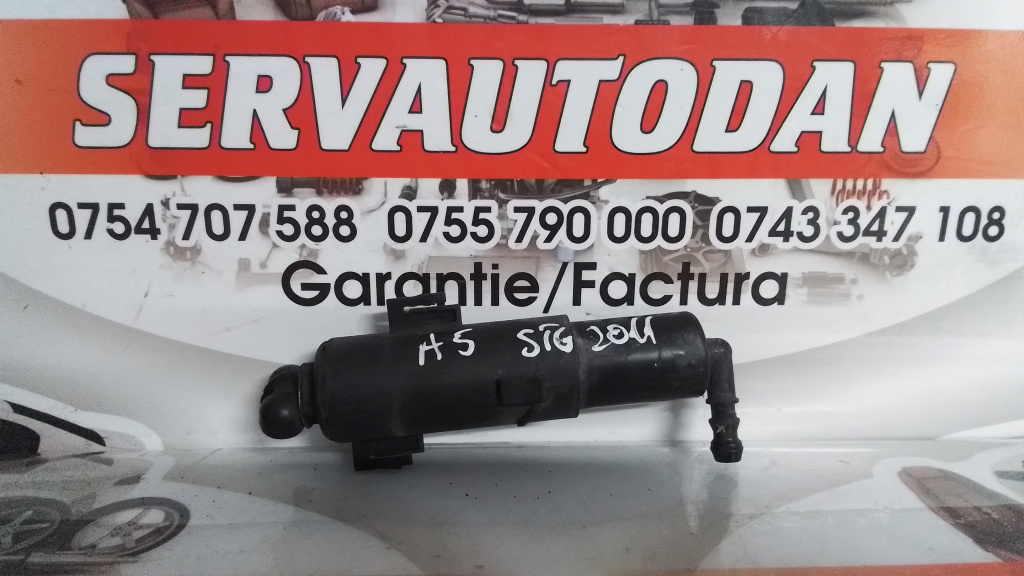 SERVAUTODAN
0754 707 588 0755 790 000 0743 347 108
Garantie/Factura
A5 STG 2011